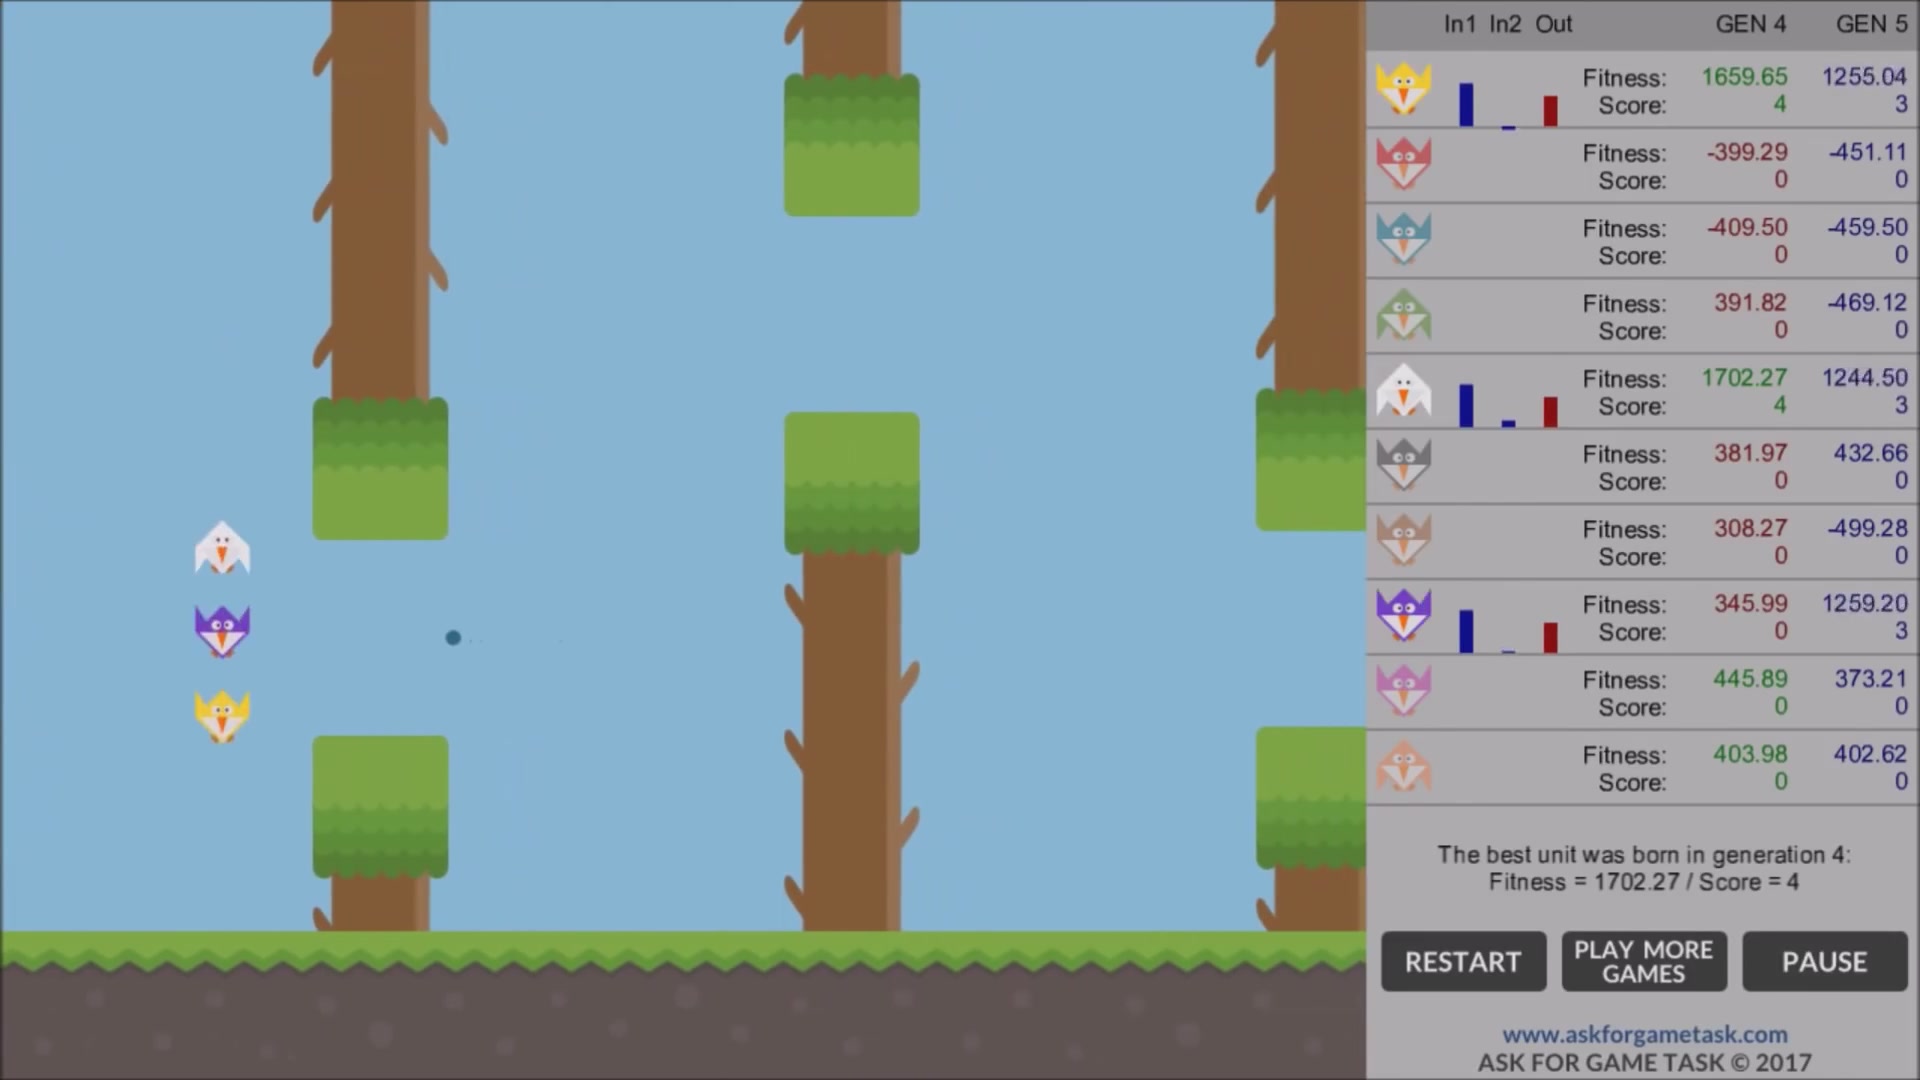 In1 In2 Out GEN 4 GEN 5
Fitness: 1659.65 1255.04
Score: 4 3
Fitness: -399.29 -451.11
Score: 0 0
Fitness: -409.50 -459.50
Score: 0 0
Fitness: 391.82 -469.12
Score: 0 0
Fitness: 1702.27 1244.50
Score: 4 3
Fitness: 381.97 432.66
Score: 0 0
Fitness: 308.27 -499.28
Score: 0 0
Fitness: 345.99 1259.20
Score: 0 3
Fitness: 445.89 373.21
Score: 0 0
Fitness: 403.98 402.62
Score: 0 0
The best unit was born in generation 4:
Fitness = 1702.27 / Score = 4
RESTART
PLAY MORE
GAMES
PAUSE
www.askforgametask.com
ASK FOR GAME TASK © 2017